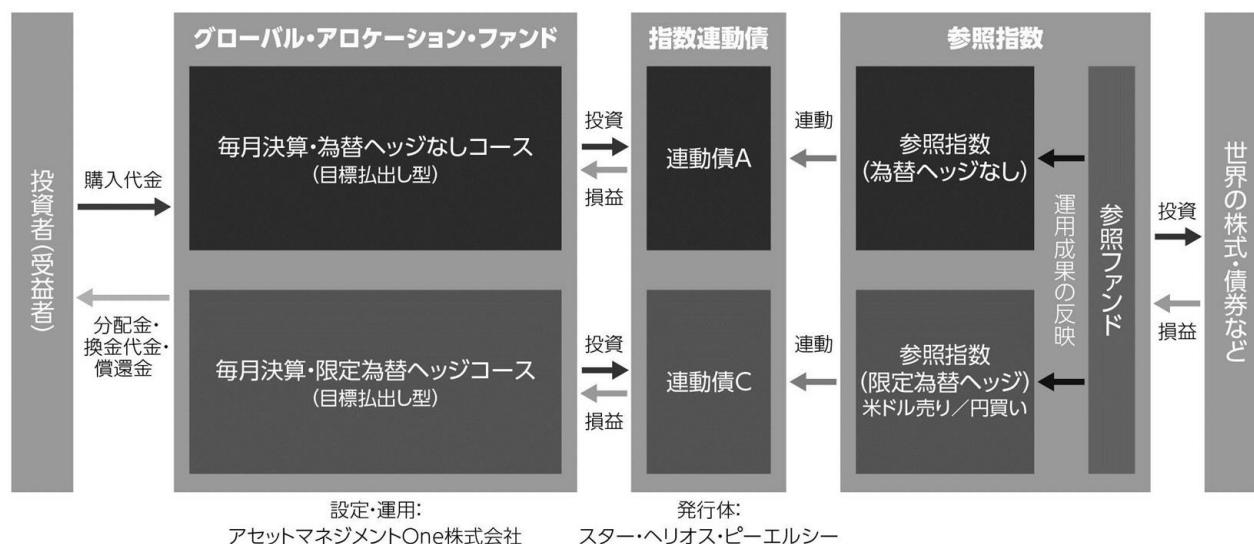 投資者(受益者)
購入代金
分配金・
換金代金・
償還金
グローバル・アロケーション・ファンド
毎月決算・為替ヘッジなしコース
(目標払出し型)
毎月決算・限定為替ヘッジコース
(目標払出し型)
設定・運用:
アセットマネジメントOne株式会社
投資
損益
投資
損益
指数連動債
連動債A
連動債C
発行体:
スター・ヘリオス・ピーエルシー
連動
連動
参照指数
参照指数
(為替ヘッジなし)
参照指数
(限定為替ヘッジ)
米ドル売り/円買い
運用成果の反映
参照ファンド
投資
損益
世界の株式・債券など